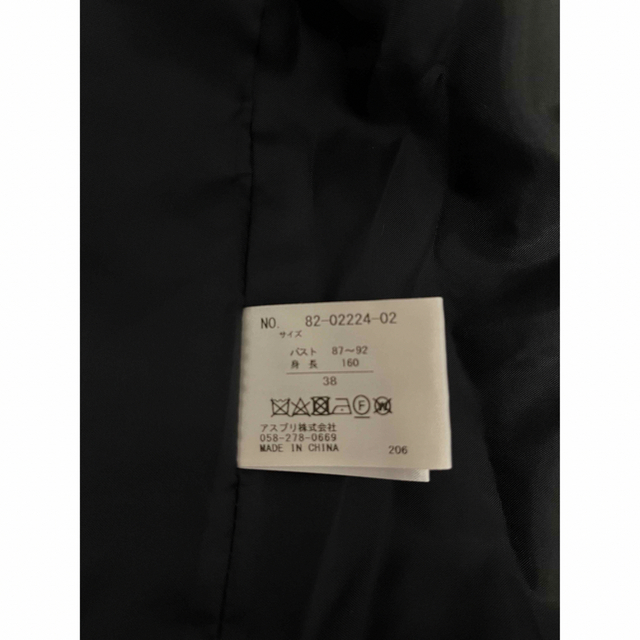 NO. 82-02224-02
サイズ
バスト 87〜92
身長 160
38
F W
アスプリ株式会社
058-278-0669
MADE IN CHINA 206